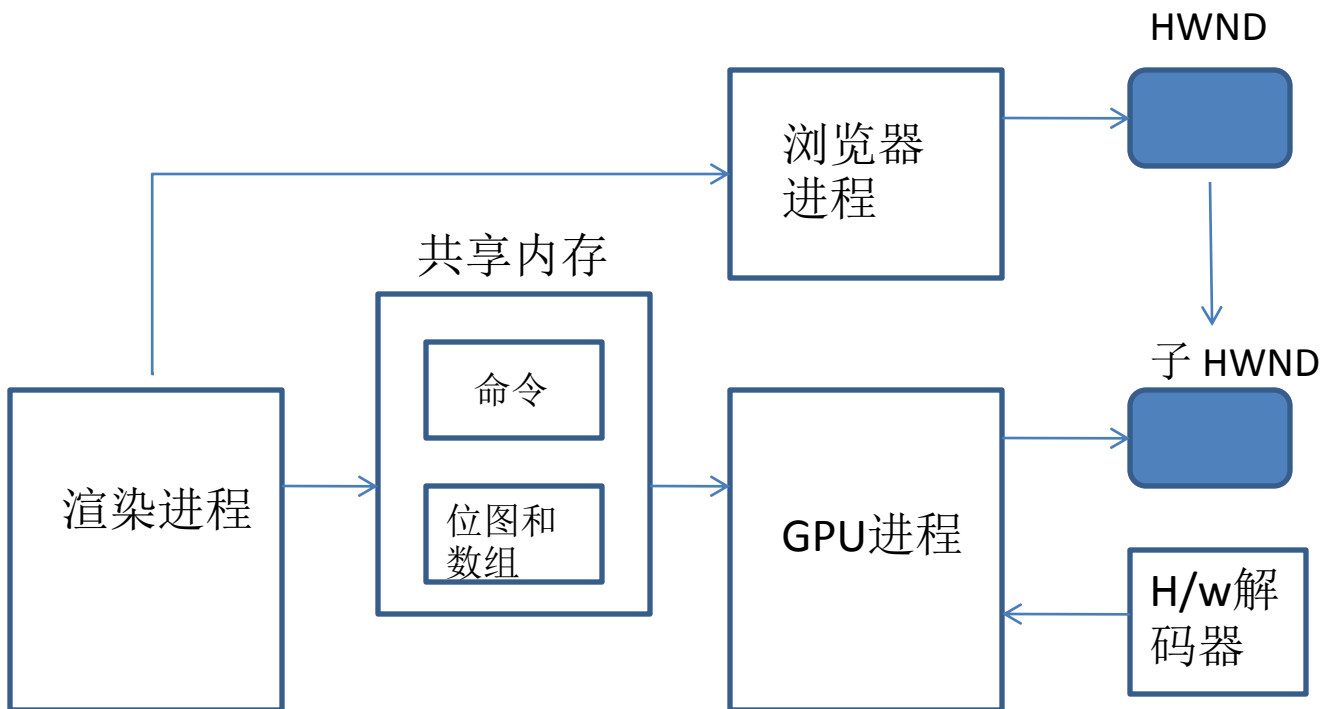 HWND
浏览器
进程
共享内存
命令
子 HWND
渲染进程
位图和
数组
GPU进程
H/w解
码器